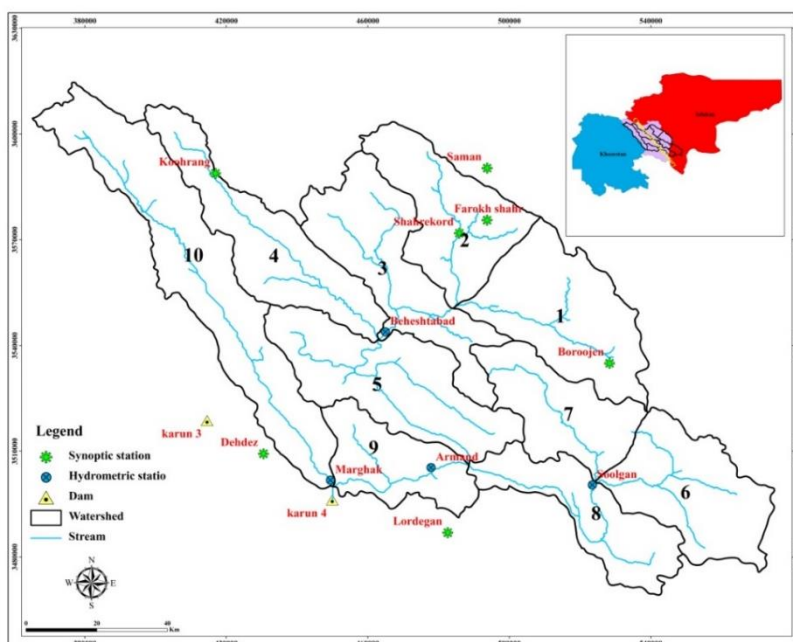 380000 420000 460000 500000 540000
3630000
3600000
3570000
3540000
3510000
3480000
Koohrang
Saman
Farokh shahr
Shahrekord
2
10
4
3
1
Beheshtabad
Boroojen
5
7
karun 3
Dehdez
9
Armand
Marghak
Soolgan
6
8
karun 4
Lordegan
Khuzestan
Legend
Synoptic station
Hydrometric statio
Dam
Watershed
Stream
N
W E
S
0 10 20 40
Km